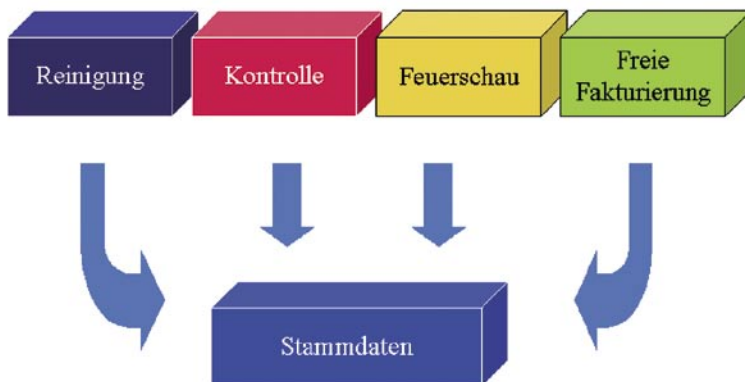 Reinigung
Kontrolle
Feuerschau
Freie
Fakturierung
Stammdaten